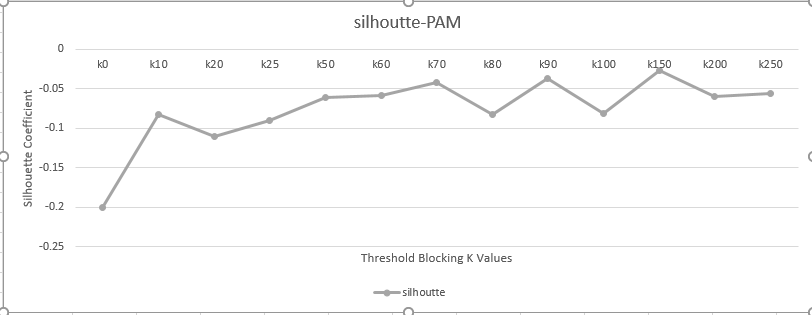 silhoutte-PAM
0
k0 k10 k20 k25 k50 k60 k70 k80 k90 k100 k150 k200 k250
-0.05
-0.1
-0.15
-0.2
-0.25
Silhouette Coefficient
Threshold Blocking K Values
silhoutte